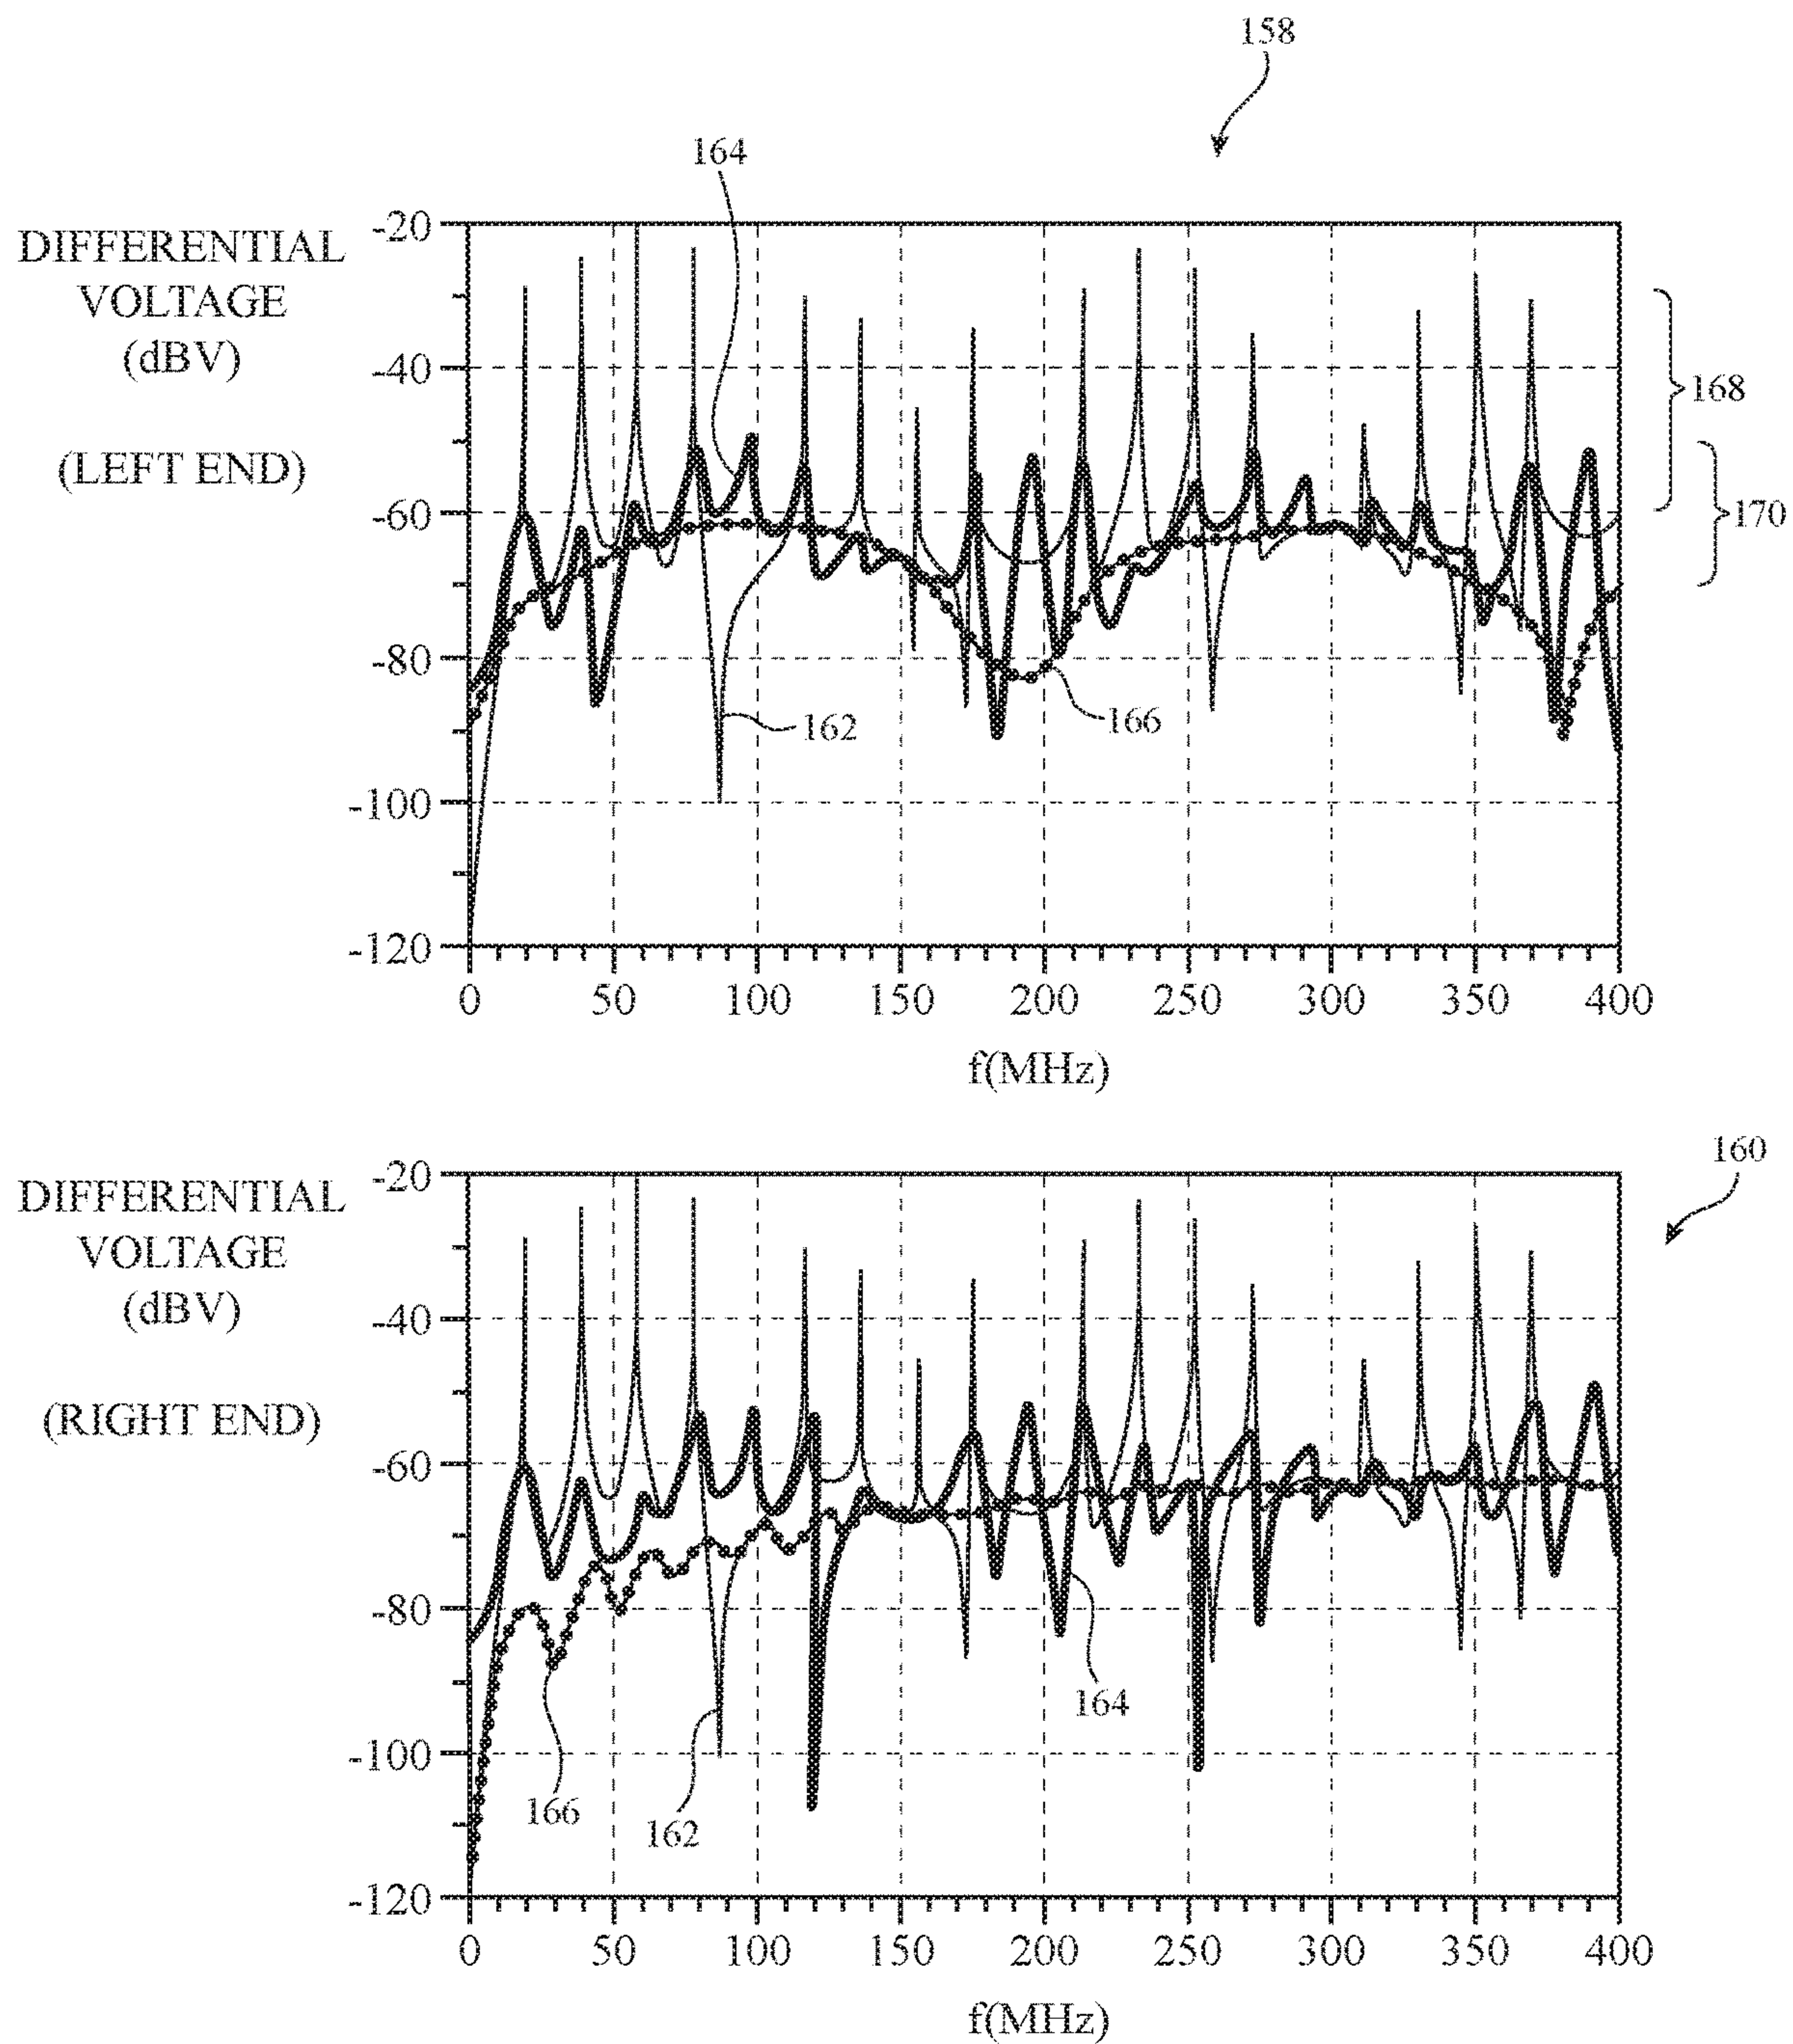 158
164
DIFFERENTIAL
VOLTAGE
(dBV)
(LEFT END)
-20
-40
-60
-80
-100
-120
168
170
162
166
0 50 100 150 200 250 300 350 400
f(MHz)
160
DIFFERENTIAL
VOLTAGE
(dBV)
(RIGHT END)
-20
-40
-60
-80
-100
-120
164
166
162
0 50 100 150 200 250 300 350 400
f(MHz)